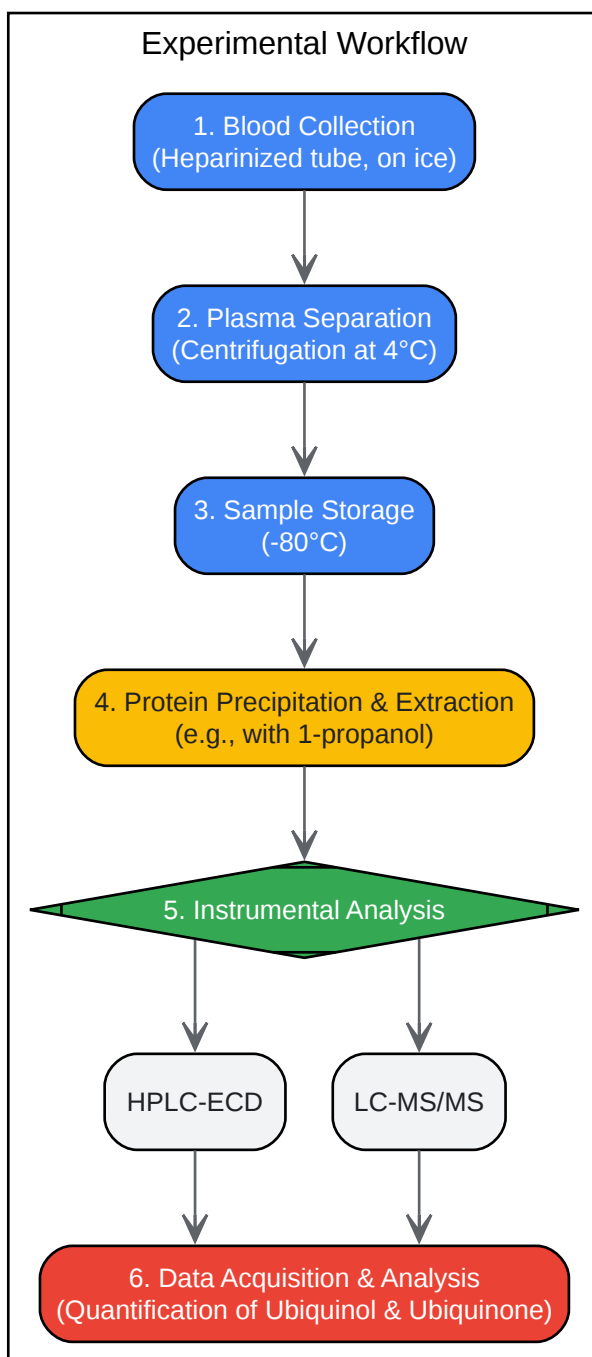 Experimental Workflow
1. Blood Collection
(Heparinized tube, on ice)
2. Plasma Separation
(Centrifugation at 4°C)
3. Sample Storage
(-80°C)
4. Protein Precipitation & Extraction
(e.g., with 1-propanol)
5. Instrumental Analysis
HPLC-ECD
LC-MS/MS
6. Data Acquisition & Analysis
(Quantification of Ubiquinol & Ubiquinone)